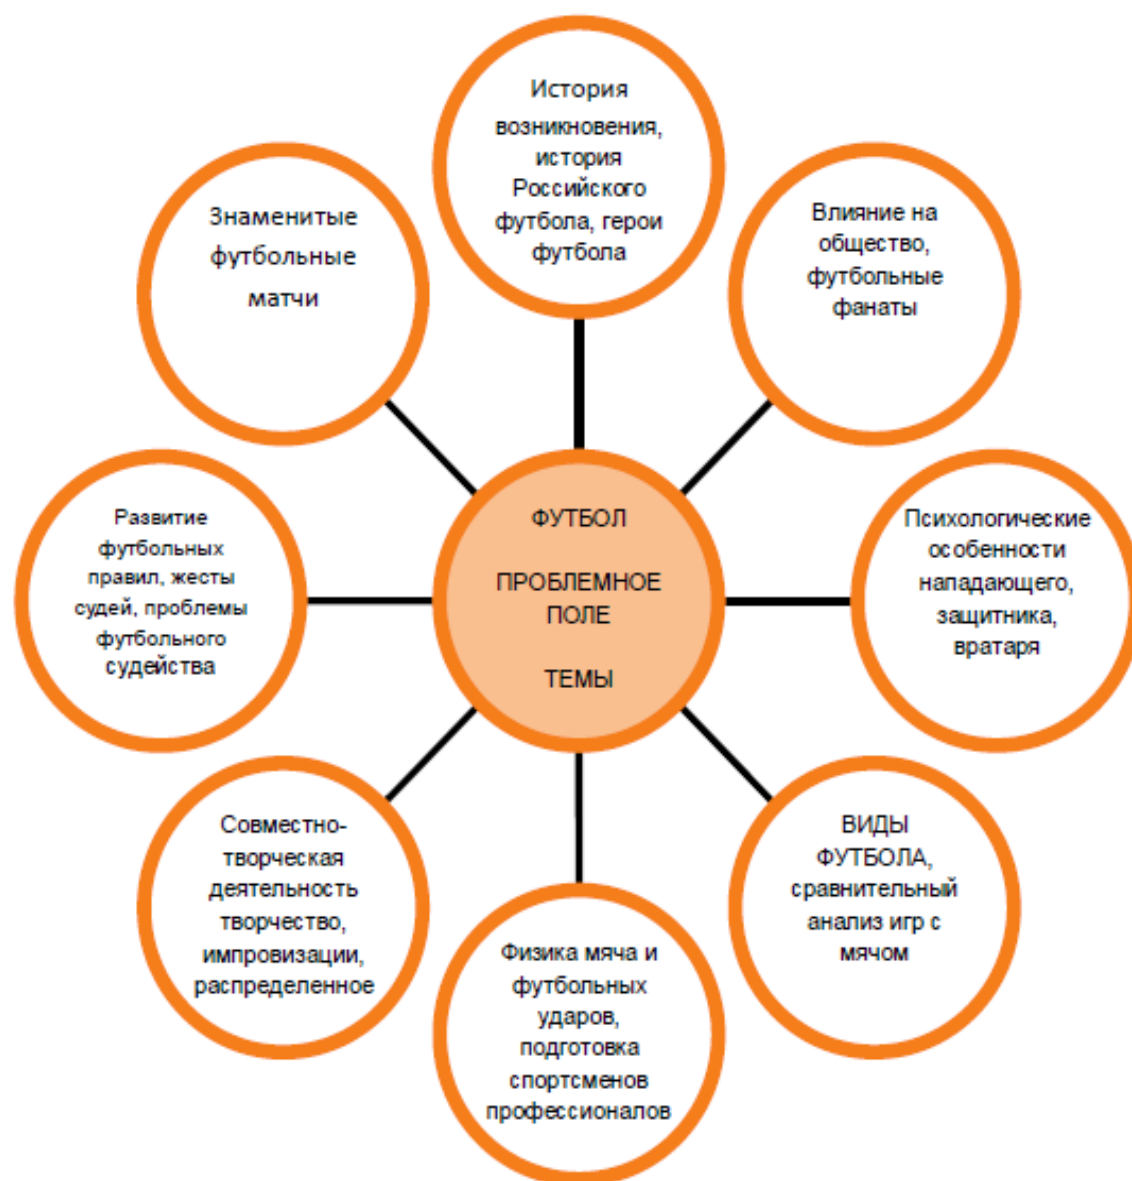 История
возникновения,
история
Российского
футбола, герои
футбола
Влияние на
общество,
футбольные
фанаты
Психологические
особенности
нападающего,
защитника,
вратаря
ВИДЫ
ФУТБОЛА,
сравнительный
анализ игр с
мячом
Физика мяча и
футбольных
ударов,
подготовка
спортсменов
профессионалов
Совместно-
творческая
деятельность
творчество,
импровизации,
распределенное
Развитие
футбольных
правил, жесты
судей, проблемы
футбольного
судейства
Знаменитые
футбольные
матчи
ФУТБОЛ
ПРОБЛЕМНОЕ
ПОЛЕ
ТЕМЫ